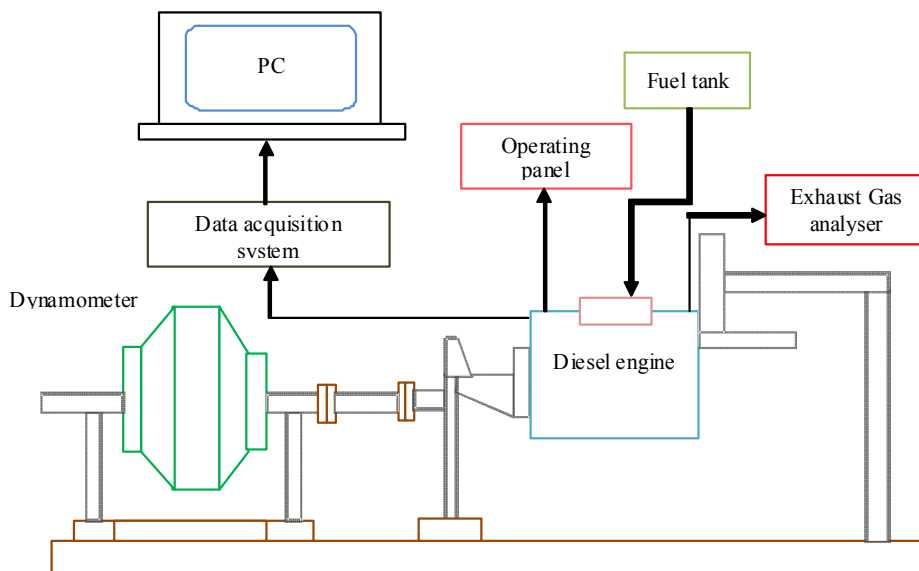 PC
Fuel tank
Operating
panel
Exhaust Gas
analyser
Data acquisition
system
Dynamometer
Diesel engine